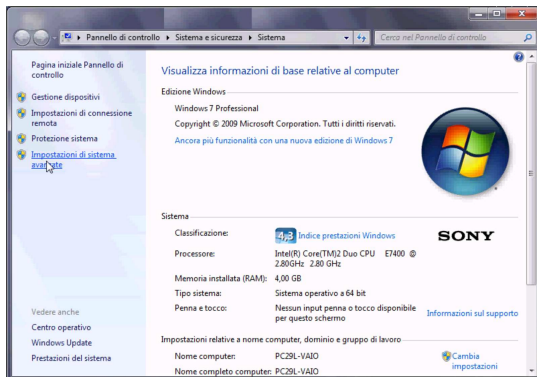 Pannello di controllo ▸ Sistema e sicurezza ▸ Sistema
Cerca nel Pannello di controllo
Pagina iniziale Pannello di
controllo
Gestione dispositivi
Impostazioni di connessione
remota
Protezione sistema
Impostazioni di sistema
avanzate
Vedere anche
Centro operativo
Windows Update
Prestazioni del sistema
Visualizza informazioni di base relative al computer
Edizione Windows
Windows 7 Professional
Copyright © 2009 Microsoft Corporation. Tutti i diritti riservati.
Ancora più funzionalità con una nuova edizione di Windows 7
Sistema
Classificazione: 4,3 Indice prestazioni Windows
SONY
Processore: Intel(R) Core(TM)2 Duo CPU E7400 @
2.80GHz 2.80 GHz
Memoria installata (RAM): 4,00 GB
Tipo sistema: Sistema operativo a 64 bit
Penna e tocco: Nessun input penna o tocco disponibile
per questo schermo
Informazioni sul supporto
Impostazioni relative a nome computer, dominio e gruppo di lavoro
Nome computer: PC29L-VAIO
Cambia
impostazioni
Nome completo computer: PC29L-VAIO